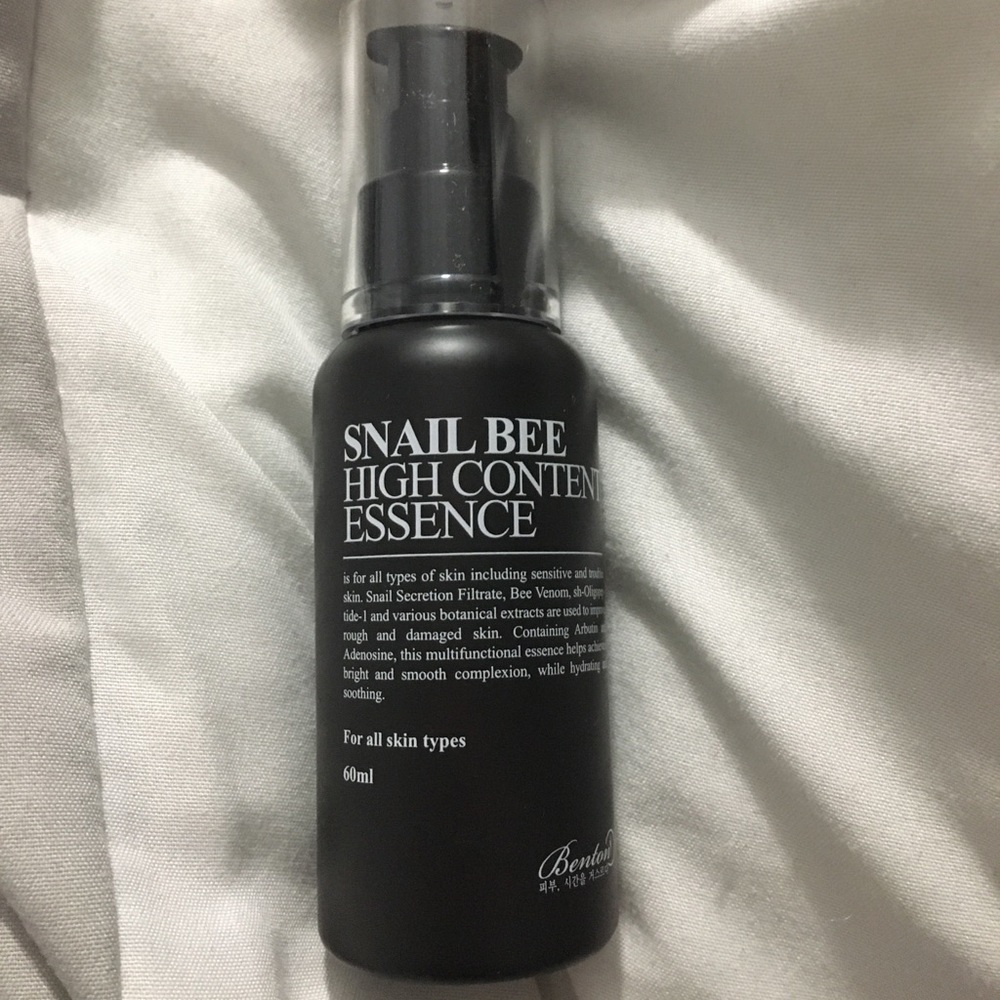 SNAIL BEE
HIGH CONTENT
ESSENCE
is for all types of skin including sensitive and
skin. Snail Secretion Filtrate, Bee Venom,
tide-1 and various botanical extracts are used to
rough and damaged skin. Containing Arbutin
Adenosine, this multifunctional essence helps
bright and smooth complexion, while hydrating
soothing.
For all skin types
60ml
Benton
피부, 시간을